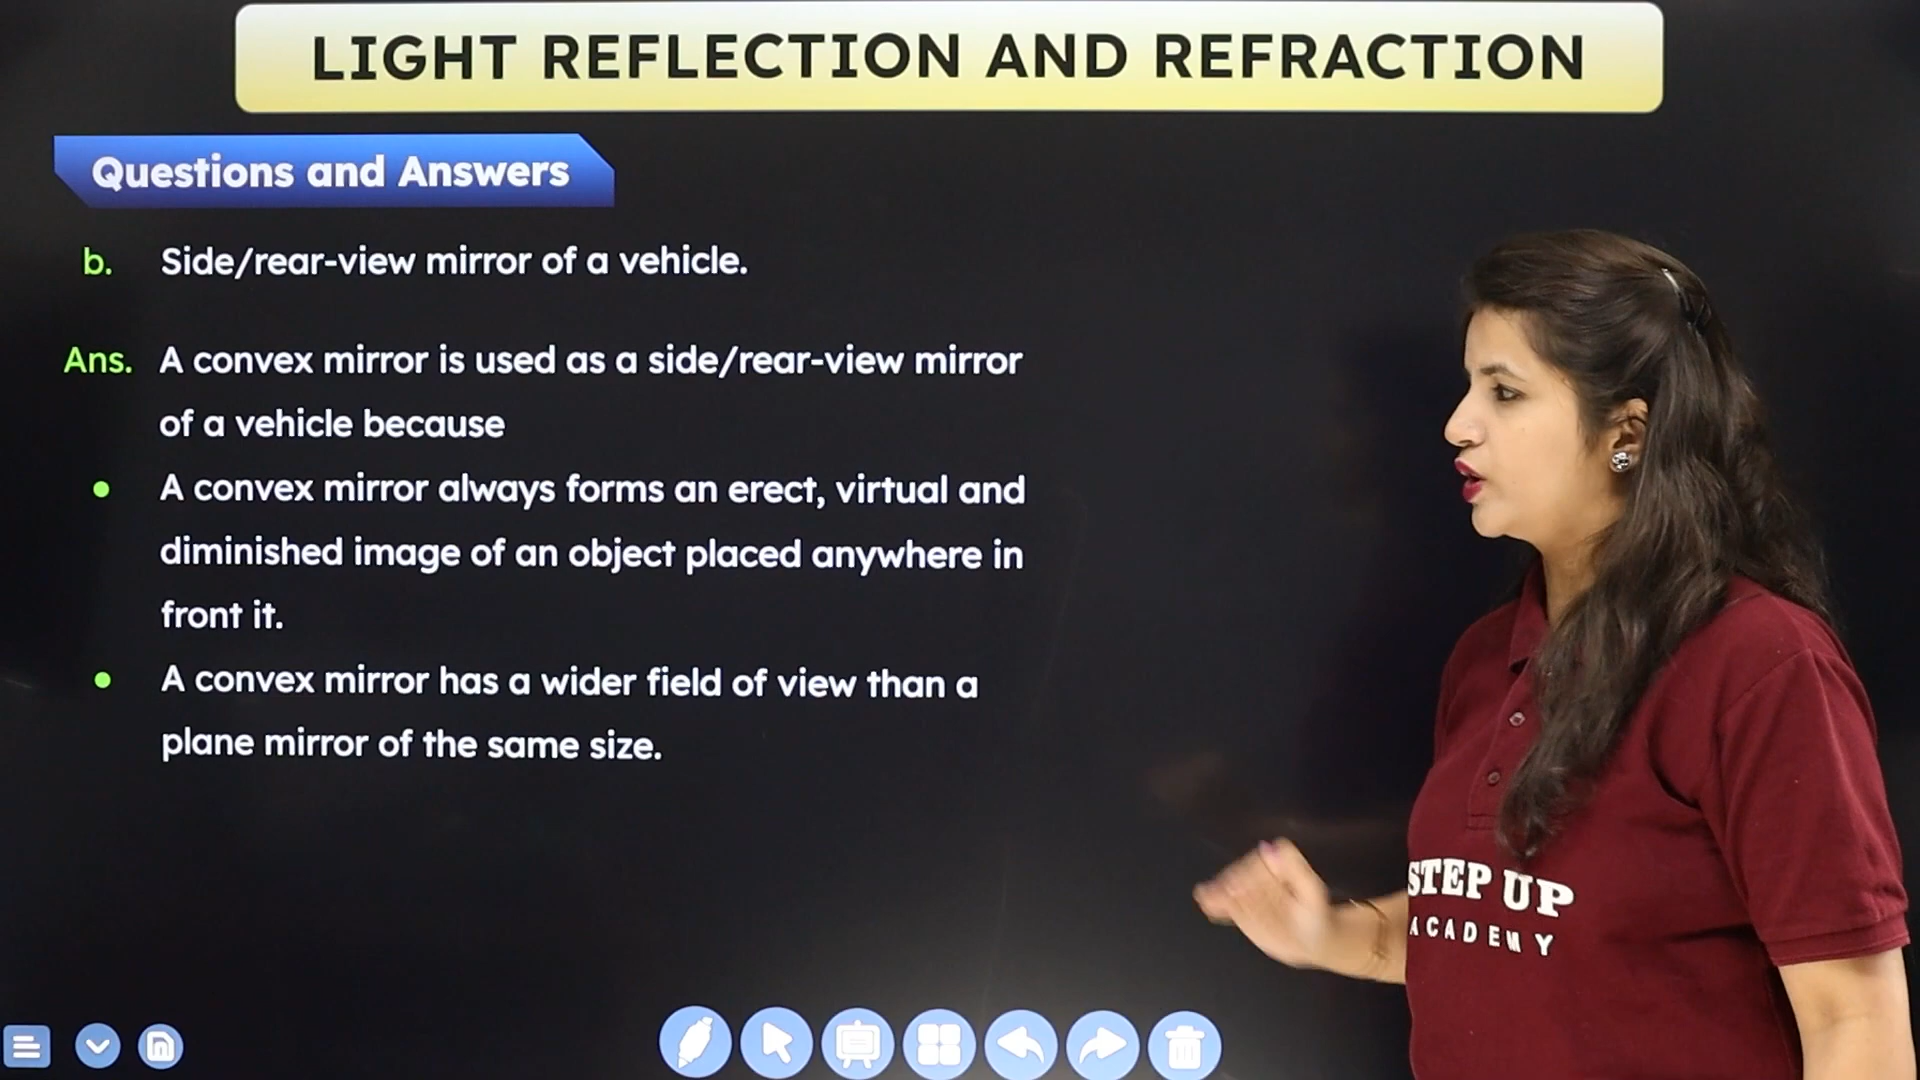 LIGHT REFLECTION AND REFRACTION
Questions and Answers
b. Side/rear-view mirror of a vehicle.
Ans. A convex mirror is used as a side/rear-view mirror
of a vehicle because
• A convex mirror always forms an erect, virtual and
diminished image of an object placed anywhere in
front it.
• A convex mirror has a wider field of view than a
plane mirror of the same size.
STEP UP
ACADEMY